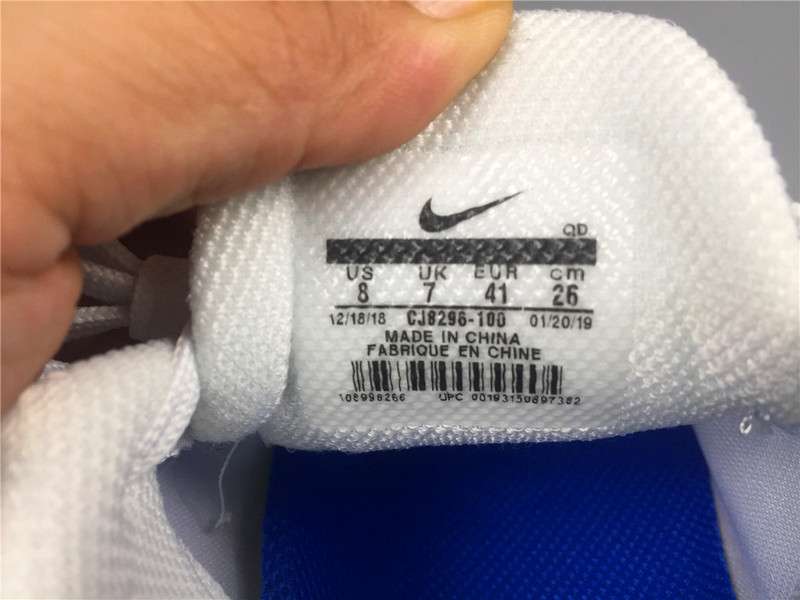 QD
US UK EUR cm
8 7 41 26
12/18/18 CJ8296-100 01/20/19
MADE IN CHINA
FABRIQUE EN CHINE
108998266 UPC 00193150897382